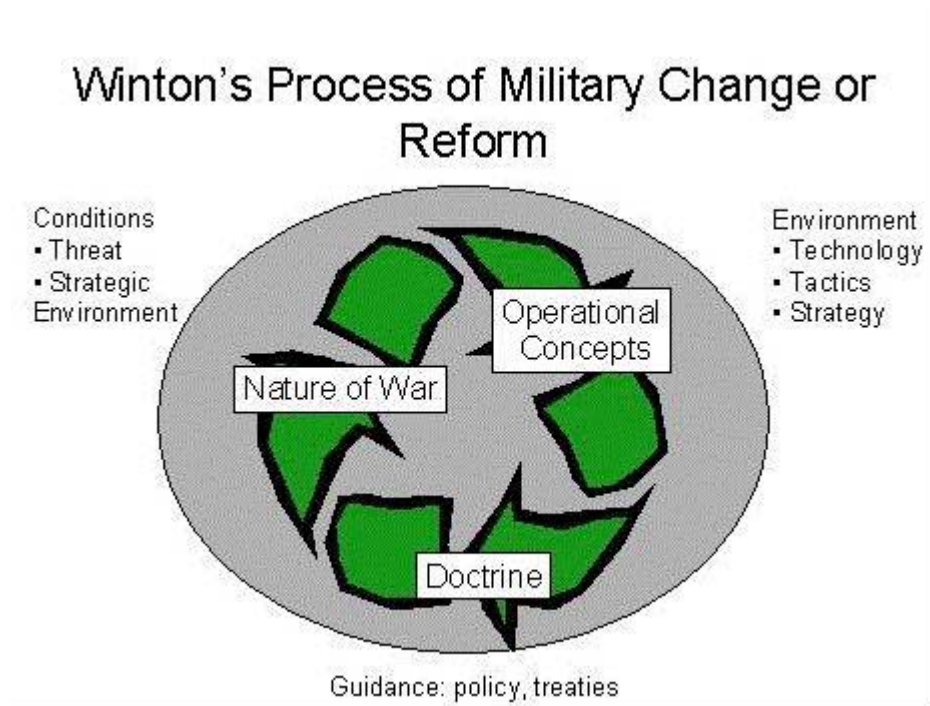 Winton's Process of Military Change or
Reform
Conditions
▪ Threat
▪ Strategic
Environment
Environment
▪ Technology
▪ Tactics
▪ Strategy
Operational
Concepts
Nature of War
Doctrine
Guidance: policy, treaties